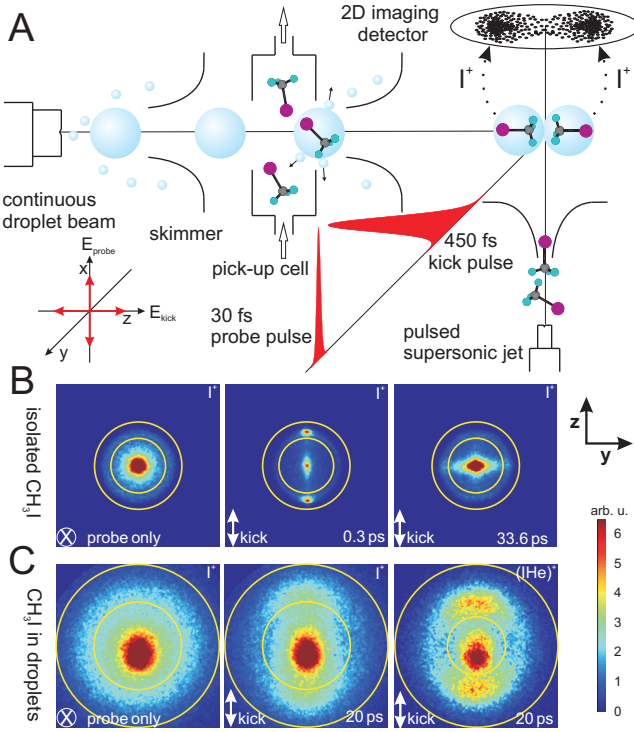 A
2D imaging
detector
I⁺
I⁺
continuous
droplet beam
skimmer
pick-up cell
450 fs
kick pulse
30 fs
probe pulse
pulsed
supersonic jet
E_probe
x
z
E_kick
y
B
isolated CH₃I
I⁺
probe only
I⁺
kick
0.3 ps
I⁺
kick
33.6 ps
z
y
C
CH₃I in droplets
I⁺
probe only
I⁺
kick
20 ps
(IHe)⁺
kick
20 ps
arb. u.
6
5
4
3
2
1
0